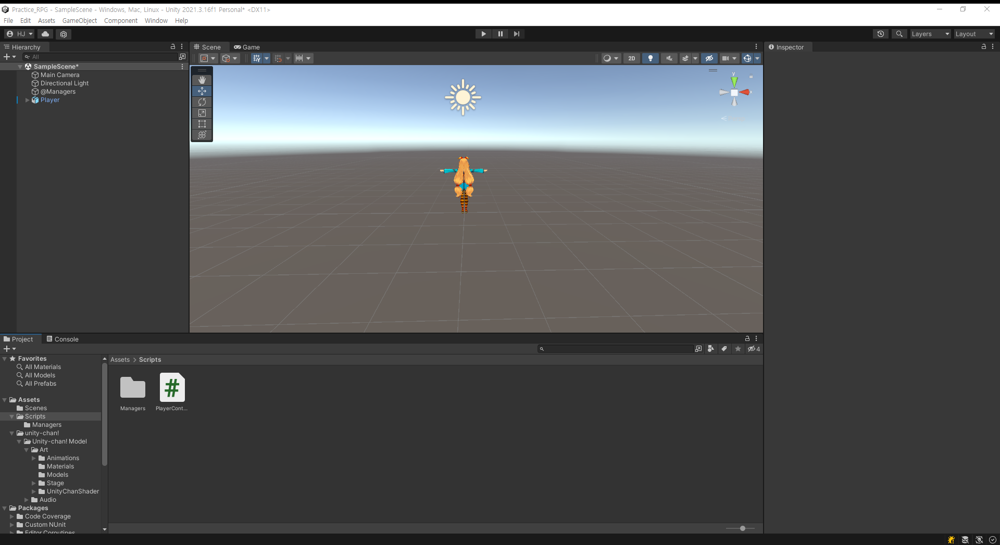 Practice_RPG - SampleScene - Windows, Mac, Linux - Unity 2021.3.16f1 Personal* <DX11>
File Edit Assets GameObject Component Window Help
HJ
Layers
Layout
Hierarchy
All
SampleScene*
Main Camera
Directional Light
@Managers
Player
Scene
Game
2D
y
x
Inspector
Project
Console
4
Favorites
All Materials
All Models
All Prefabs
Assets
Scenes
Scripts
Managers
unity-chan!
Unity-chan! Model
Art
Animations
Materials
Models
Stage
UnityChanShader
Audio
Packages
Code Coverage
Custom NUnit
Editor Coroutines
Assets > Scripts
Managers
PlayerCont...